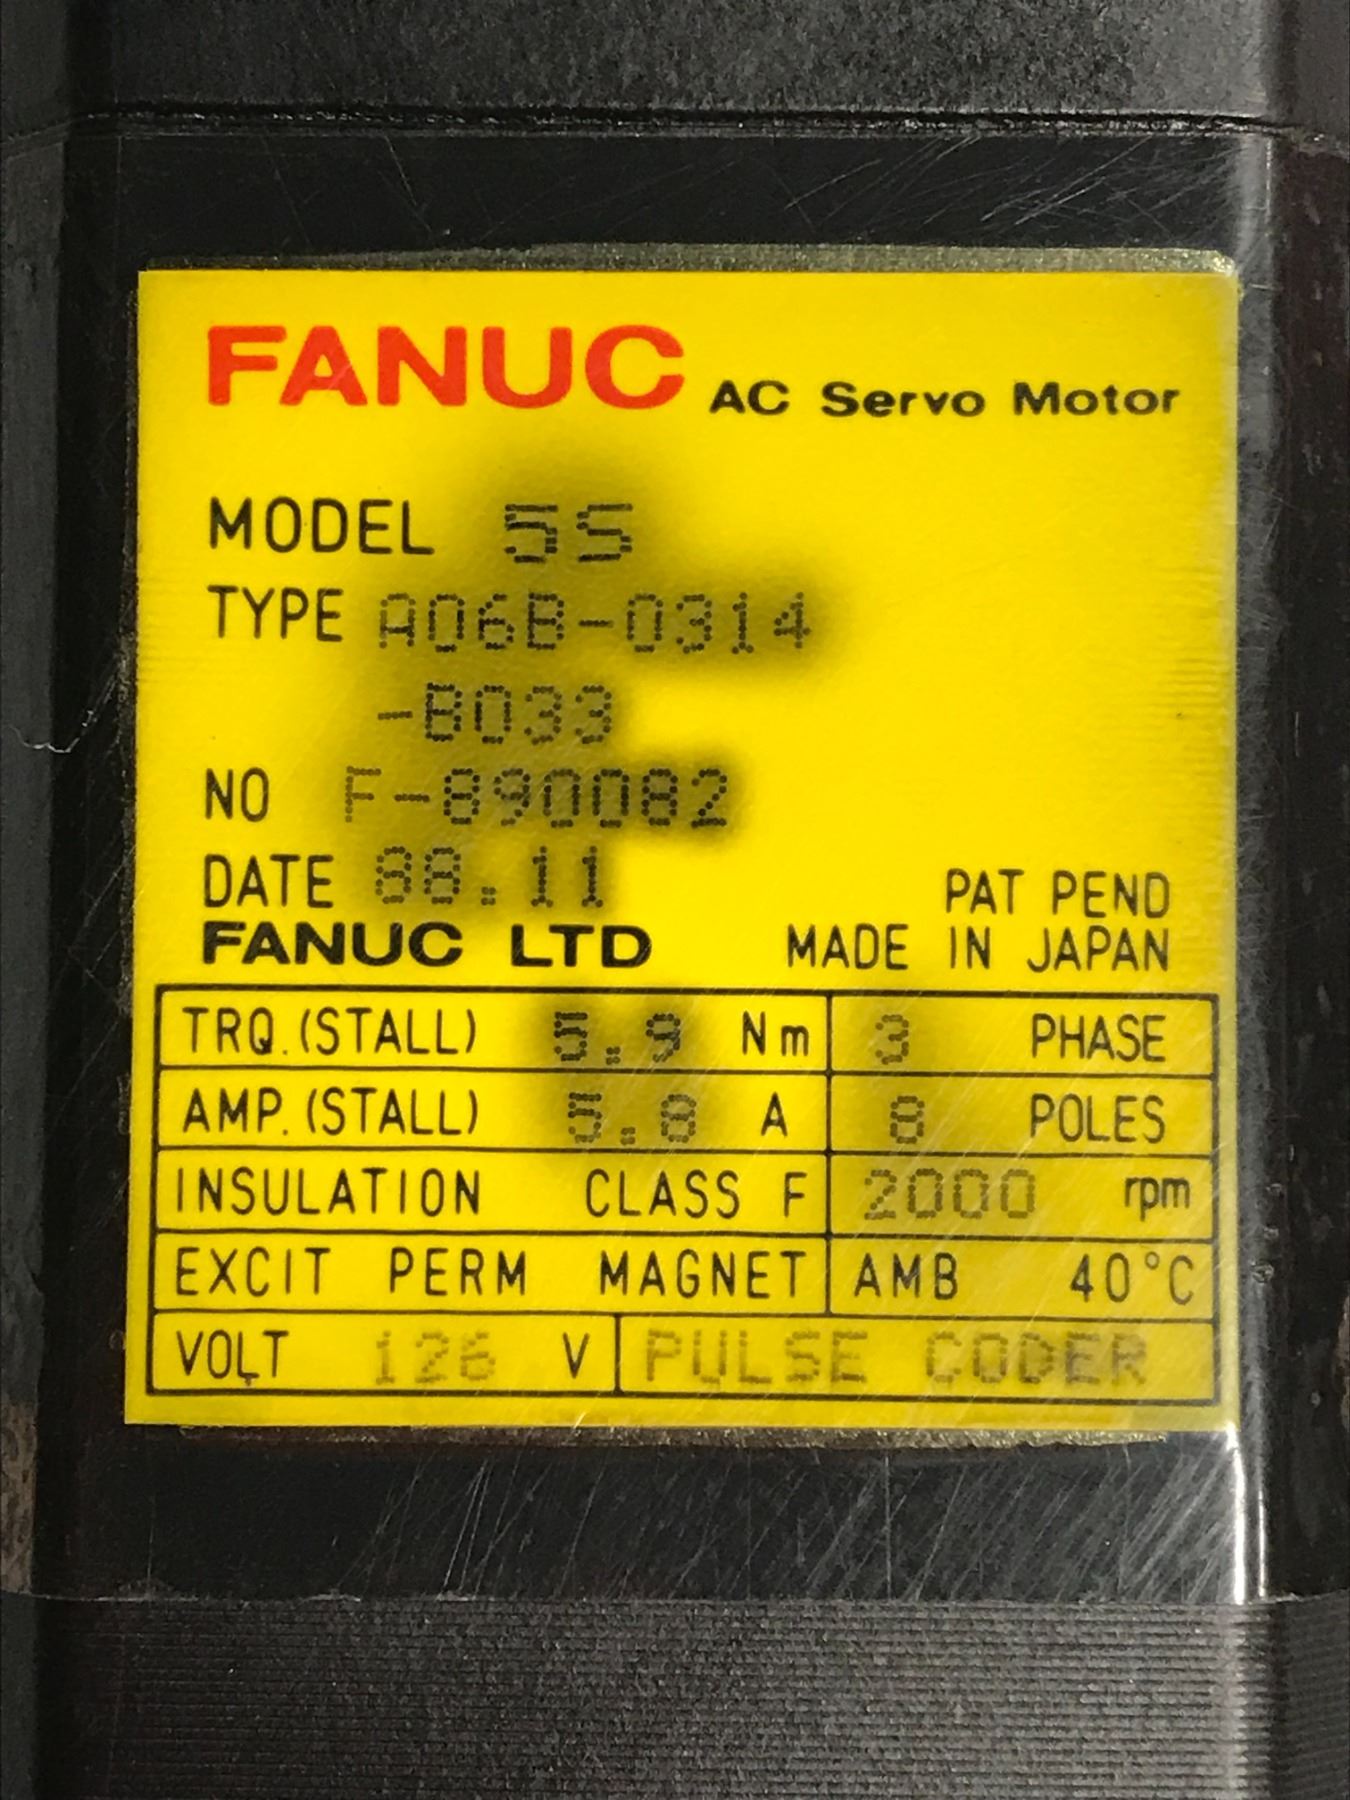 FANUC AC Servo Motor
MODEL 5S
TYPE A06B-0314
-B033
NO F-890082
DATE 88.11
PAT PEND
FANUC LTD MADE IN JAPAN
TRQ.(STALL) 5.9 Nm 3 PHASE
AMP.(STALL) 5.8 A 8 POLES
INSULATION CLASS F 2000 rpm
EXCIT PERM MAGNET AMB 40°C
VOLT 126 V PULSE CODER